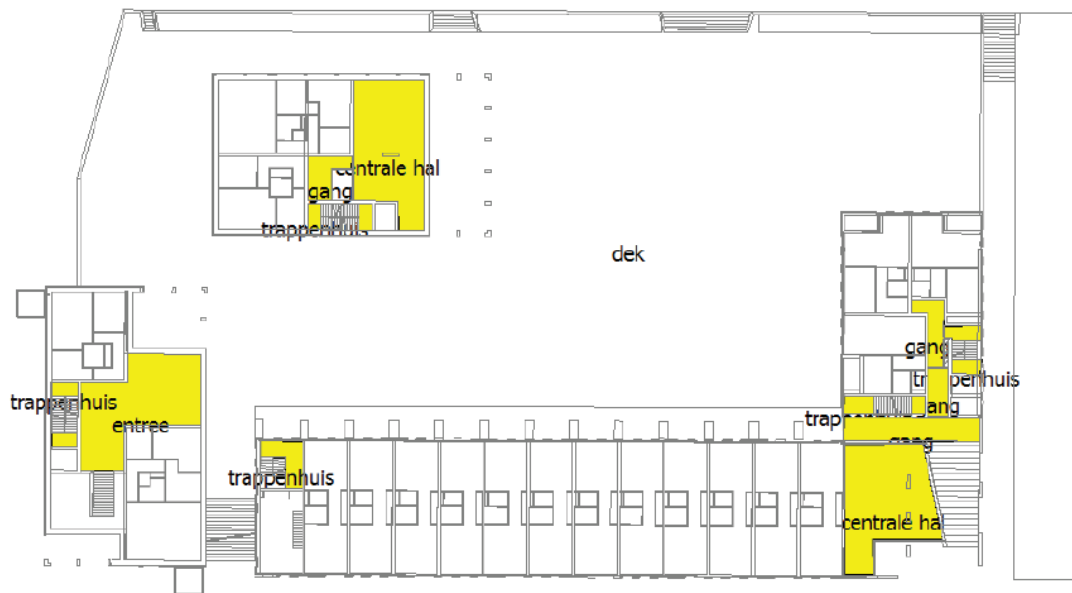 centrale hal
gang
trappenhuis
dek
gang
trappenhuis
trappenhuis
entree
trappenhuis
gang
gang
trappenhuis
centrale hal